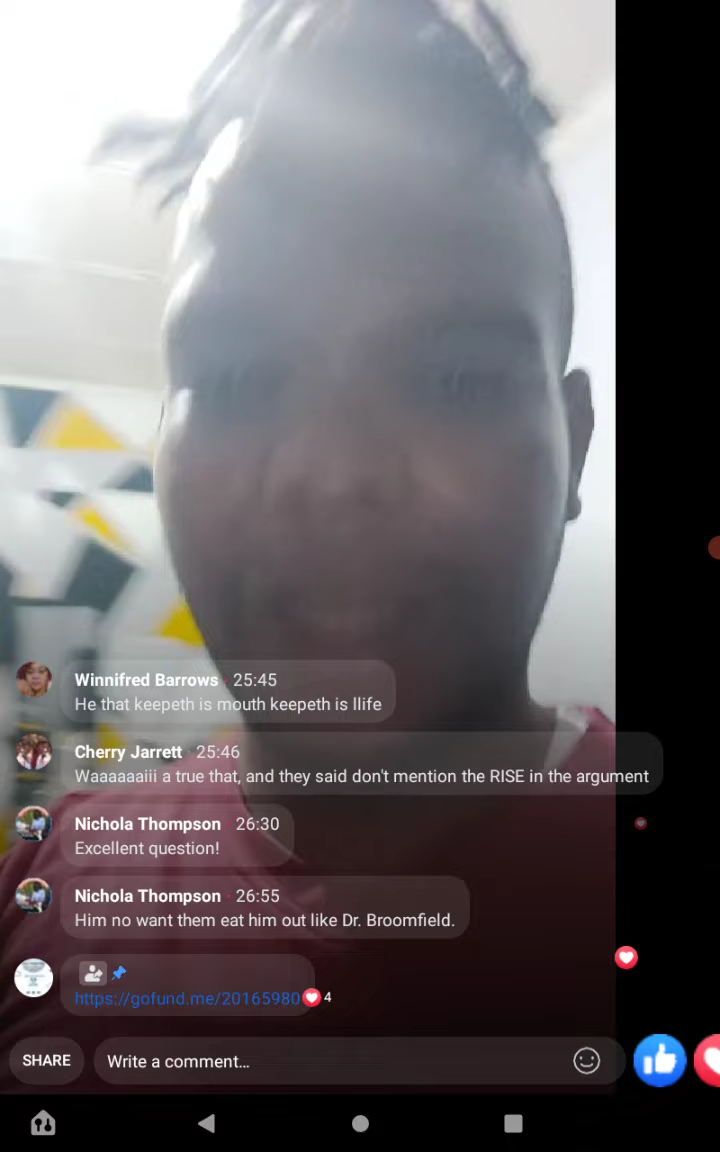 Winnifred Barrows · 25:45
He that keepeth is mouth keepeth is llife
Cherry Jarrett · 25:46
Waaaaaaiii a true that, and they said don't mention the RISE in the argument
Nichola Thompson · 26:30
Excellent question!
Nichola Thompson · 26:55
Him no want them eat him out like Dr. Broomfield.
https://gofund.me/20165980 4
SHARE
Write a comment...